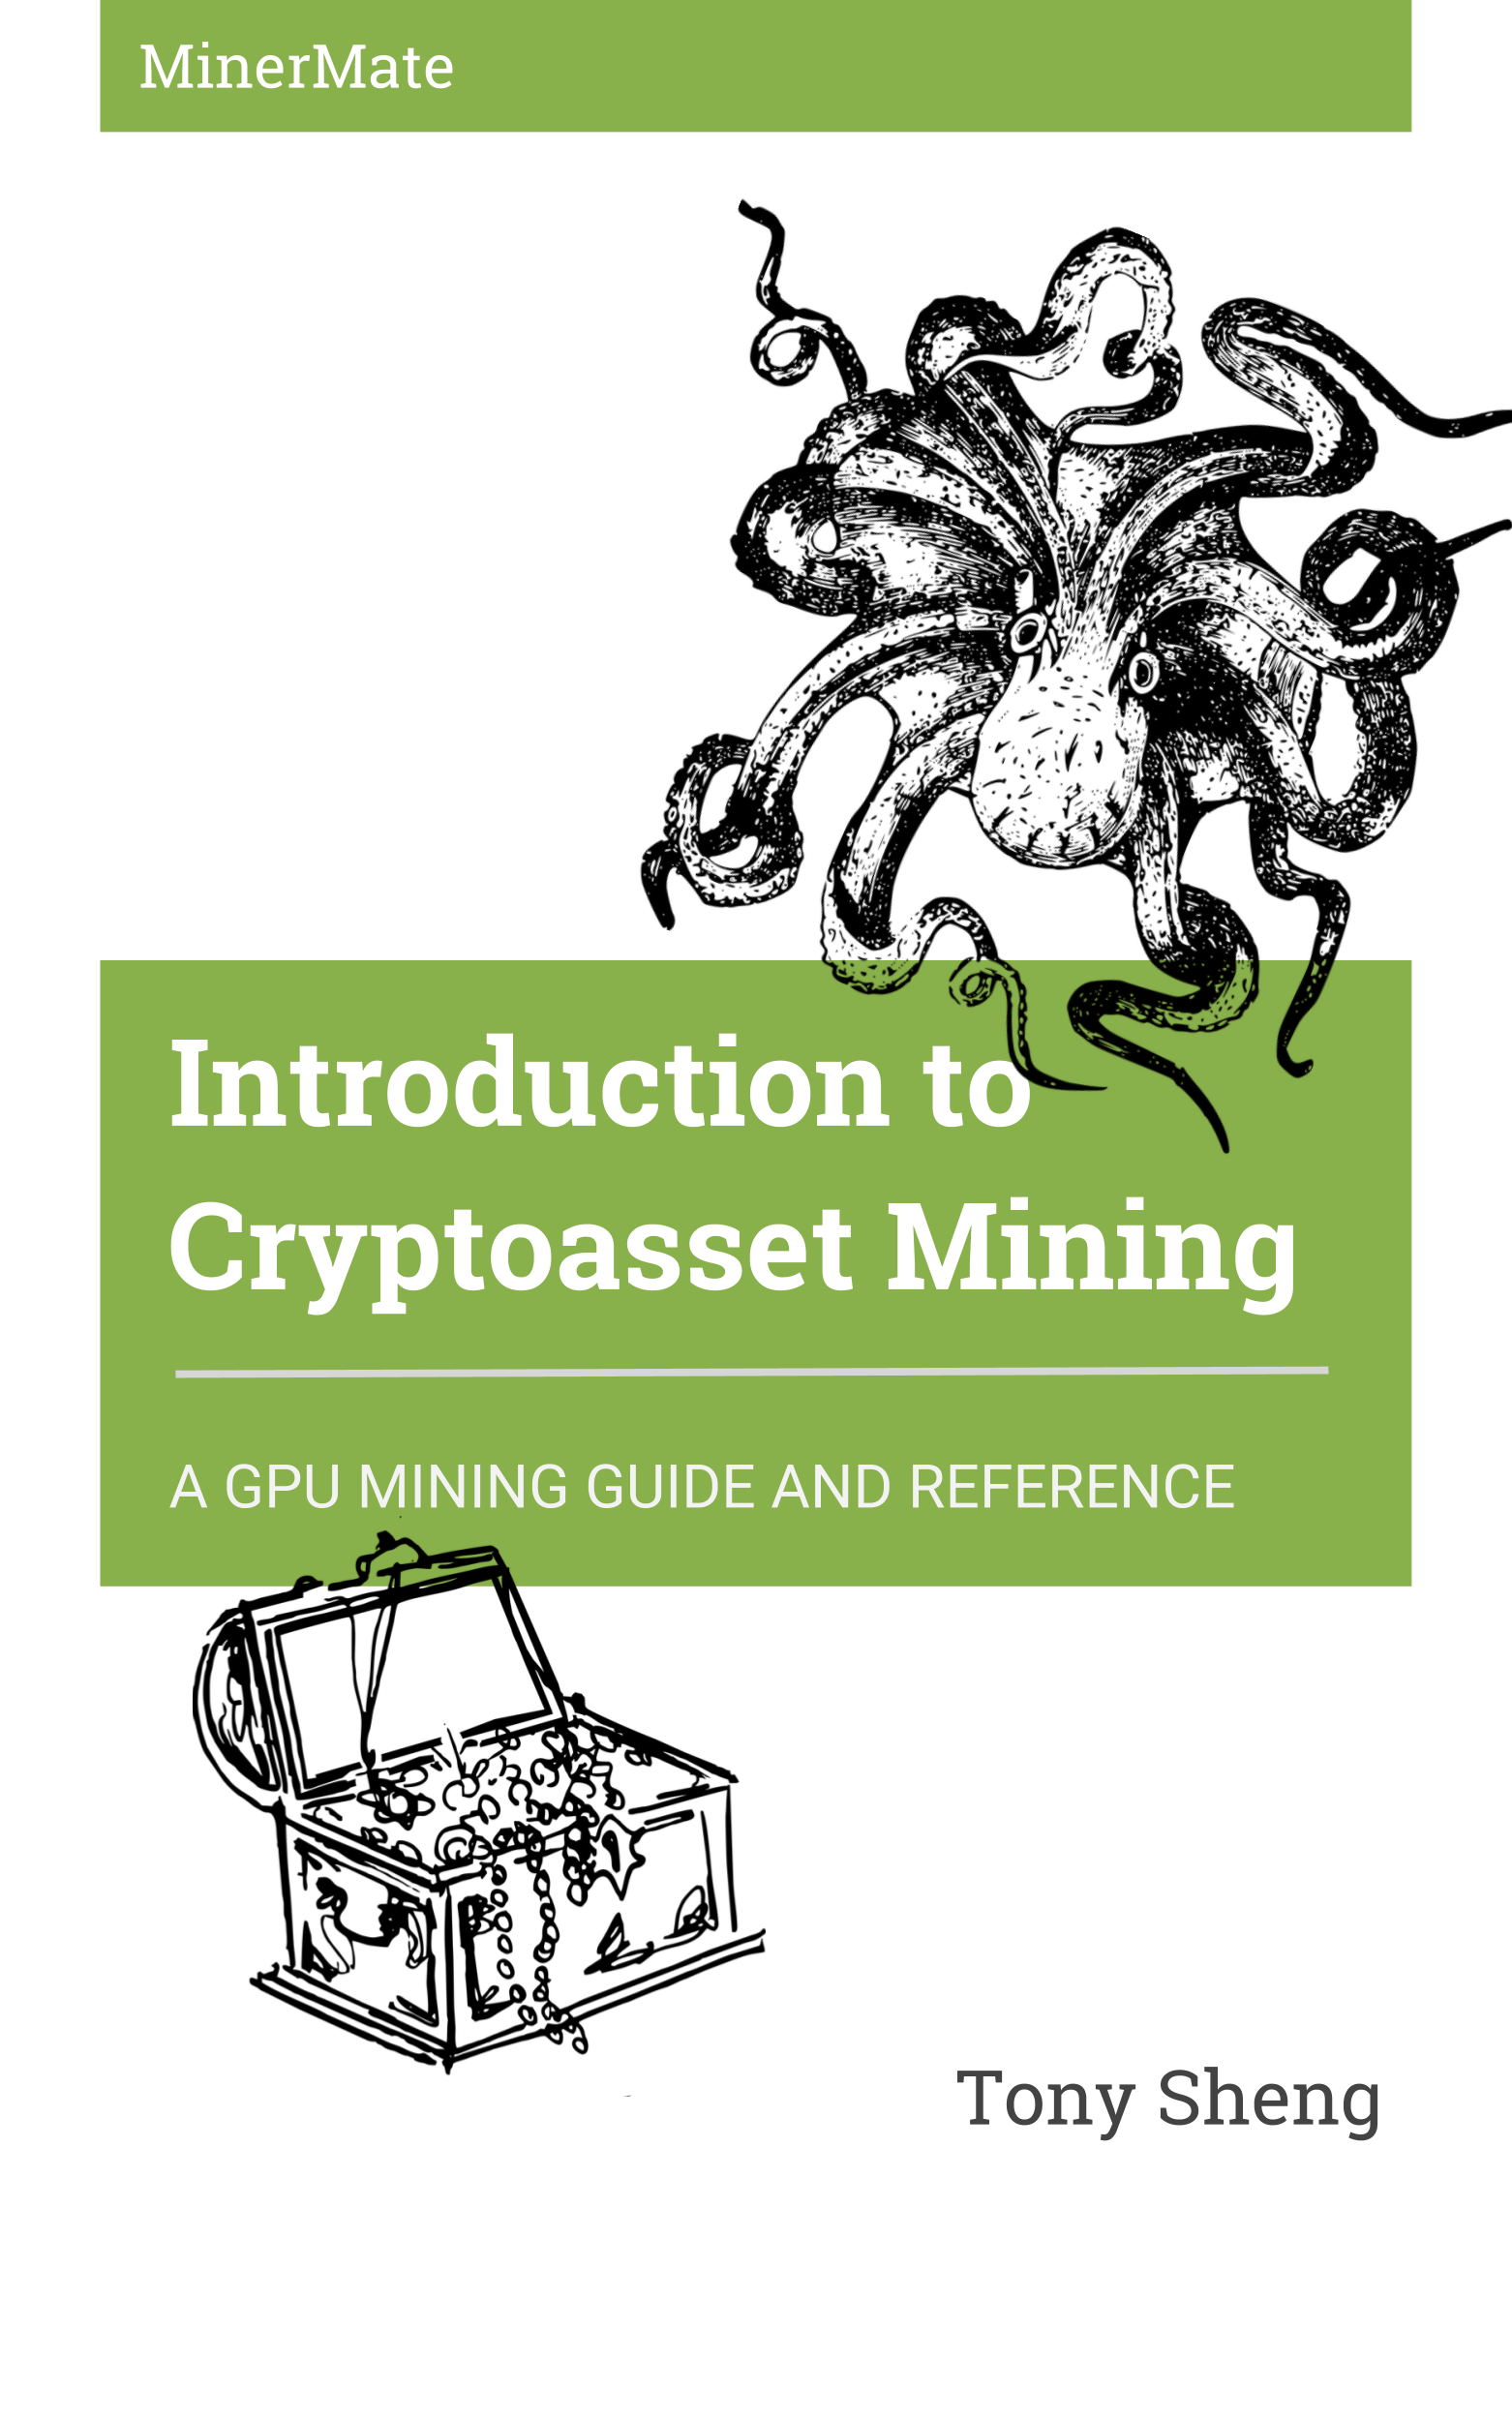 MinerMate
Introduction to
Cryptoasset Mining
A GPU MINING GUIDE AND REFERENCE
Tony Sheng